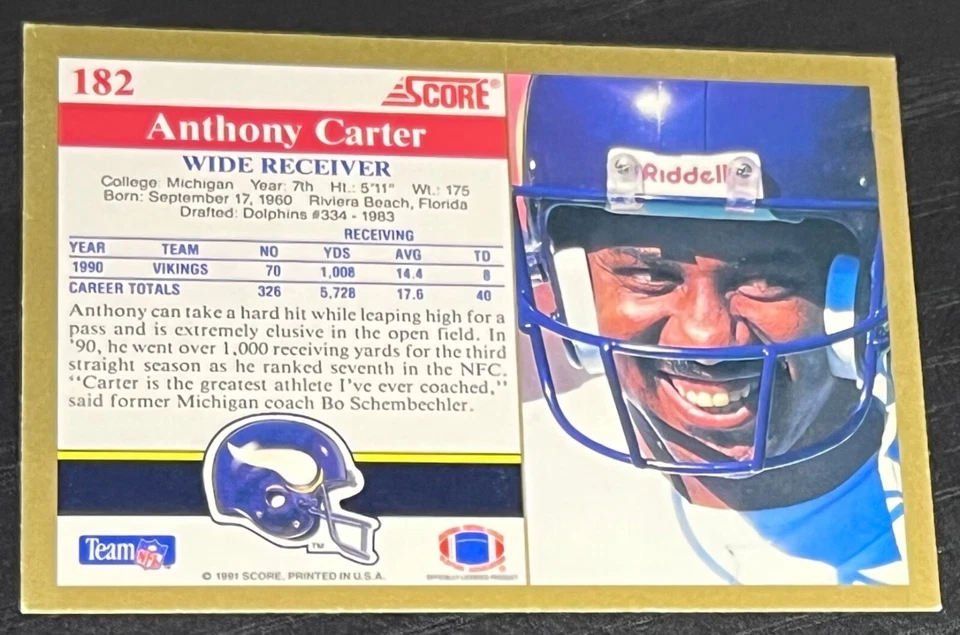 182
SCORE®
Anthony Carter
WIDE RECEIVER
College: Michigan Year: 7th Ht.: 5'11" Wt.: 175
Born: September 17, 1960 Riviera Beach, Florida
Drafted: Dolphins #334 - 1983
RECEIVING
YEAR TEAM NO YDS AVG TD
1990 VIKINGS 70 1,008 14.4 8
CAREER TOTALS 326 5,728 17.6 40
Anthony can take a hard hit while leaping high for a
pass and is extremely elusive in the open field. In
'90, he went over 1,000 receiving yards for the third
straight season as he ranked seventh in the NFC.
"Carter is the greatest athlete I've ever coached,"
said former Michigan coach Bo Schembechler.
TM
Team NFL
© 1991 SCORE, PRINTED IN U.S.A.
OFFICIALLY LICENSED PRODUCT
Riddell